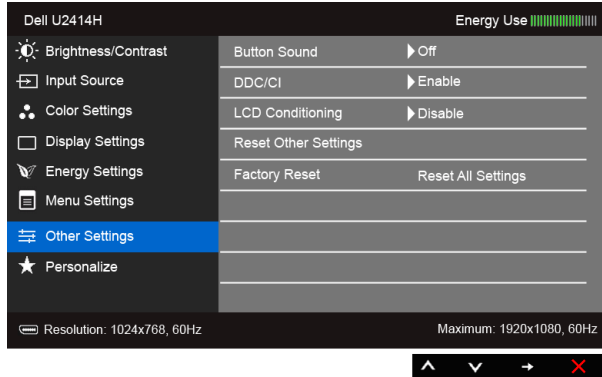 Dell U2414H Energy Use
Brightness/Contrast Button Sound Off
Input Source DDC/CI Enable
Color Settings LCD Conditioning Disable
Display Settings Reset Other Settings
Energy Settings Factory Reset Reset All Settings
Menu Settings
Other Settings
Personalize
Resolution: 1024x768, 60Hz Maximum: 1920x1080, 60Hz